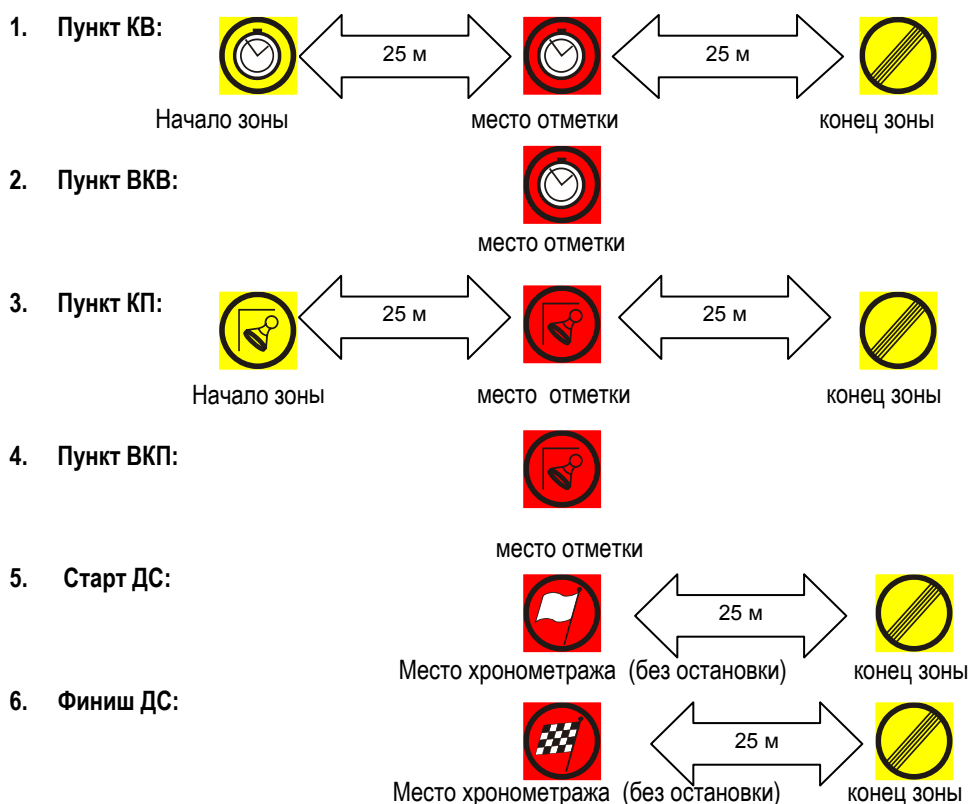 1. Пункт КВ:
25 м 25 м
Начало зоны место отметки конец зоны
2. Пункт ВКВ:
место отметки
3. Пункт КП:
25 м 25 м
Начало зоны место отметки конец зоны
4. Пункт ВКП:
место отметки
5. Старт ДС:
25 м
Место хронометража (без остановки) конец зоны
6. Финиш ДС:
25 м
Место хронометража (без остановки) конец зоны